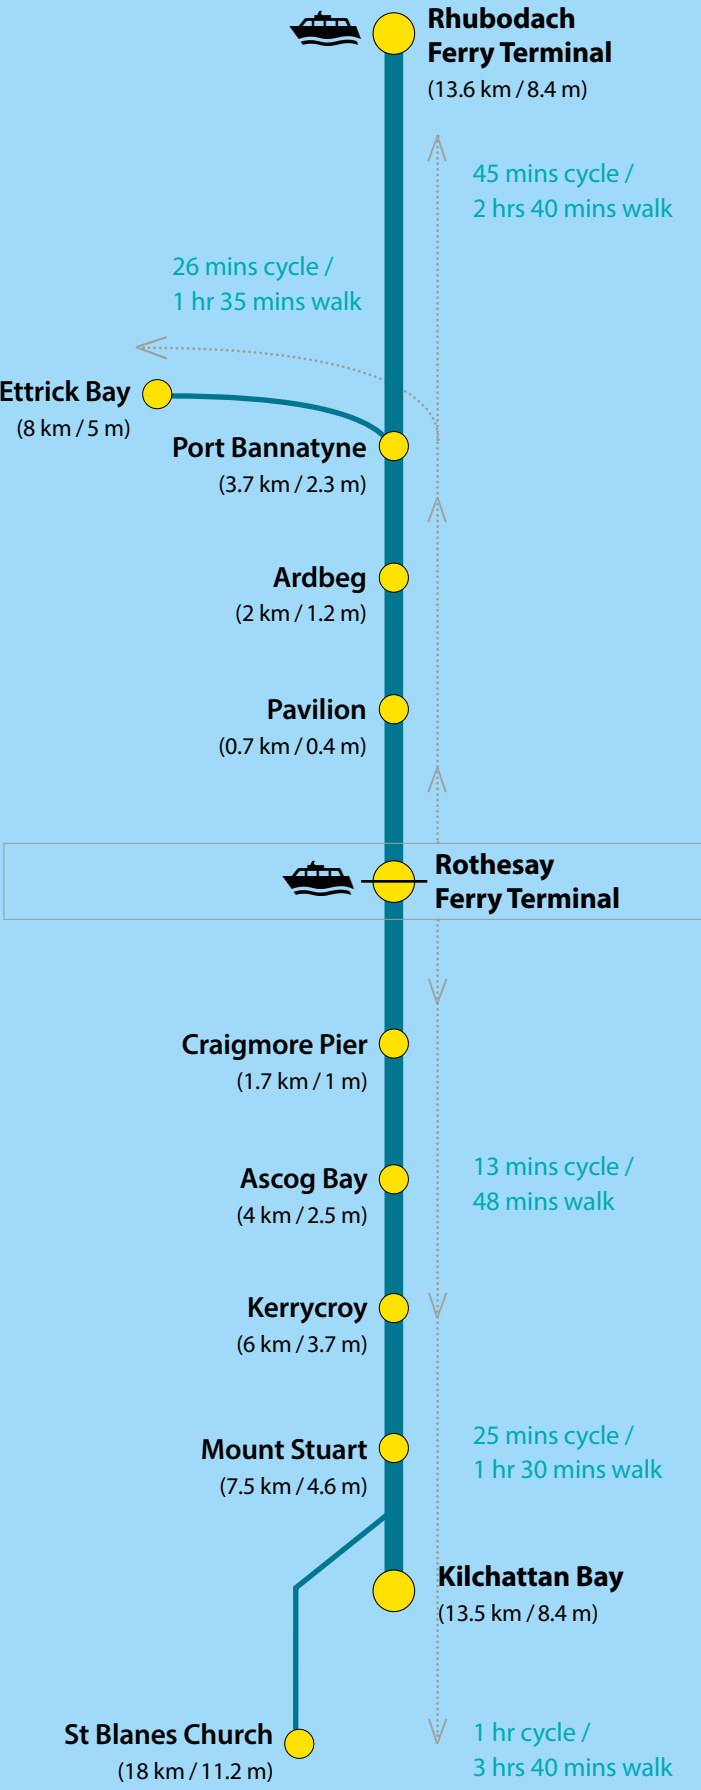 Rhubodach
Ferry Terminal
(13.6 km / 8.4 m)
45 mins cycle /
2 hrs 40 mins walk
26 mins cycle /
1 hr 35 mins walk
Ettrick Bay
(8 km / 5 m)
Port Bannatyne
(3.7 km / 2.3 m)
Ardbeg
(2 km / 1.2 m)
Pavilion
(0.7 km / 0.4 m)
Rothesay
Ferry Terminal
Craigmore Pier
(1.7 km / 1 m)
Ascog Bay
(4 km / 2.5 m)
13 mins cycle /
48 mins walk
Kerrycroy
(6 km / 3.7 m)
Mount Stuart
(7.5 km / 4.6 m)
25 mins cycle /
1 hr 30 mins walk
Kilchattan Bay
(13.5 km / 8.4 m)
St Blanes Church
(18 km / 11.2 m)
1 hr cycle /
3 hrs 40 mins walk